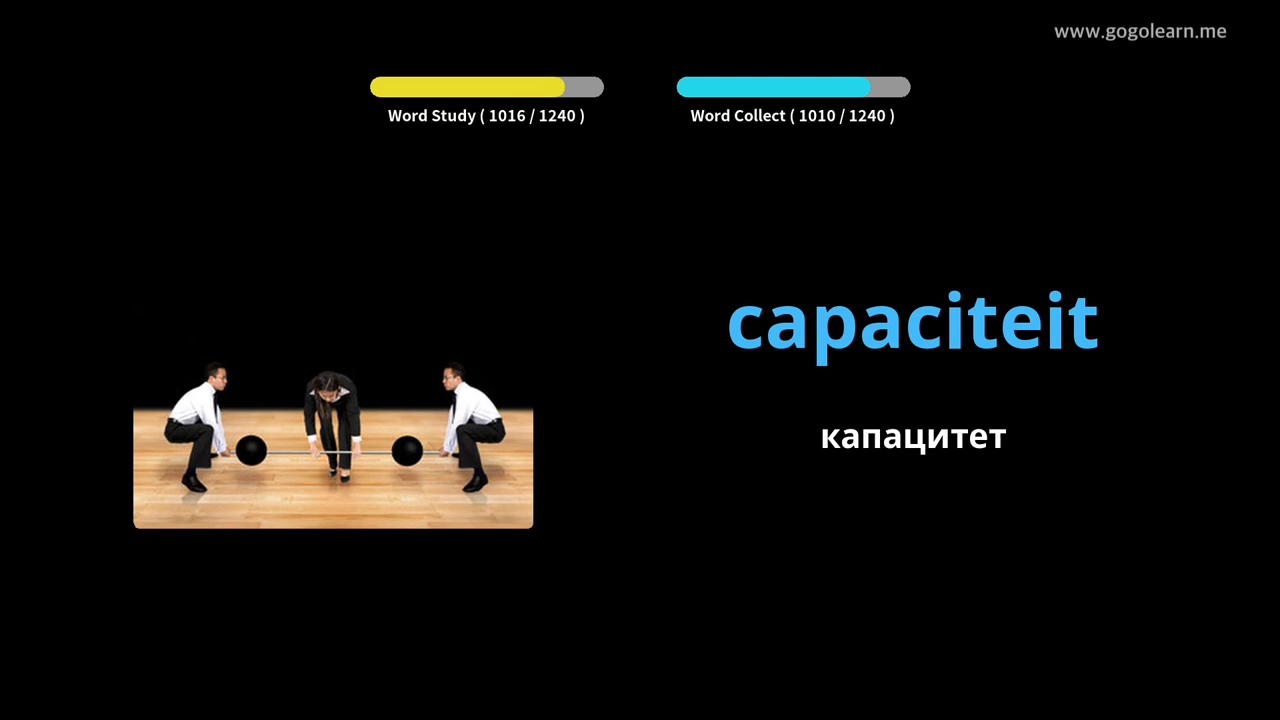 www.gogolearn.me
Word Study ( 1016 / 1240 )
Word Collect ( 1010 / 1240 )
capaciteit
капацитет